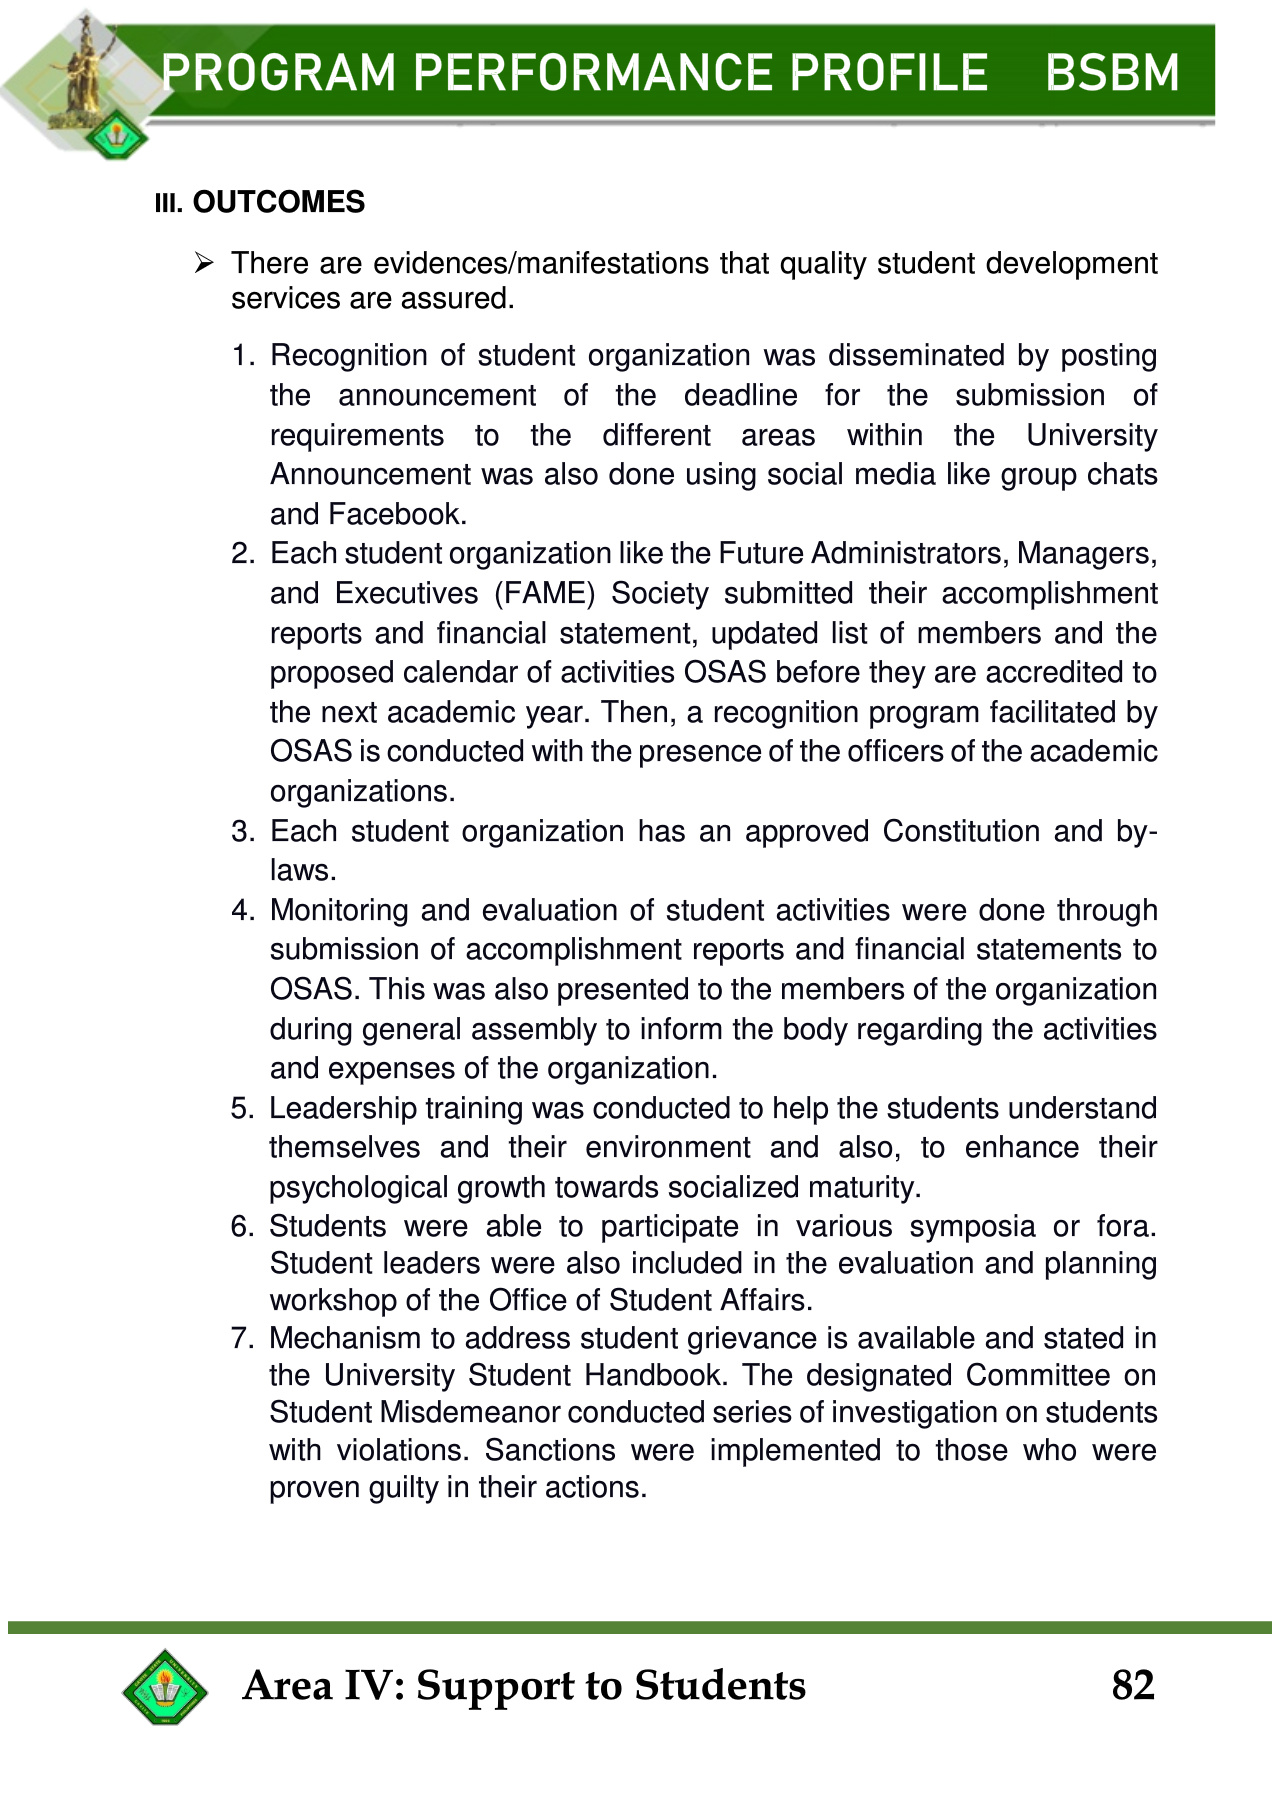 PROGRAM PERFORMANCE PROFILE BSBM
III. OUTCOMES
➢ There are evidences/manifestations that quality student development
services are assured.
1. Recognition of student organization was disseminated by posting
the announcement of the deadline for the submission of
requirements to the different areas within the University
Announcement was also done using social media like group chats
and Facebook.
2. Each student organization like the Future Administrators, Managers,
and Executives (FAME) Society submitted their accomplishment
reports and financial statement, updated list of members and the
proposed calendar of activities OSAS before they are accredited to
the next academic year. Then, a recognition program facilitated by
OSAS is conducted with the presence of the officers of the academic
organizations.
3. Each student organization has an approved Constitution and by-
laws.
4. Monitoring and evaluation of student activities were done through
submission of accomplishment reports and financial statements to
OSAS. This was also presented to the members of the organization
during general assembly to inform the body regarding the activities
and expenses of the organization.
5. Leadership training was conducted to help the students understand
themselves and their environment and also, to enhance their
psychological growth towards socialized maturity.
6. Students were able to participate in various symposia or fora.
Student leaders were also included in the evaluation and planning
workshop of the Office of Student Affairs.
7. Mechanism to address student grievance is available and stated in
the University Student Handbook. The designated Committee on
Student Misdemeanor conducted series of investigation on students
with violations. Sanctions were implemented to those who were
proven guilty in their actions.
Area IV: Support to Students 82